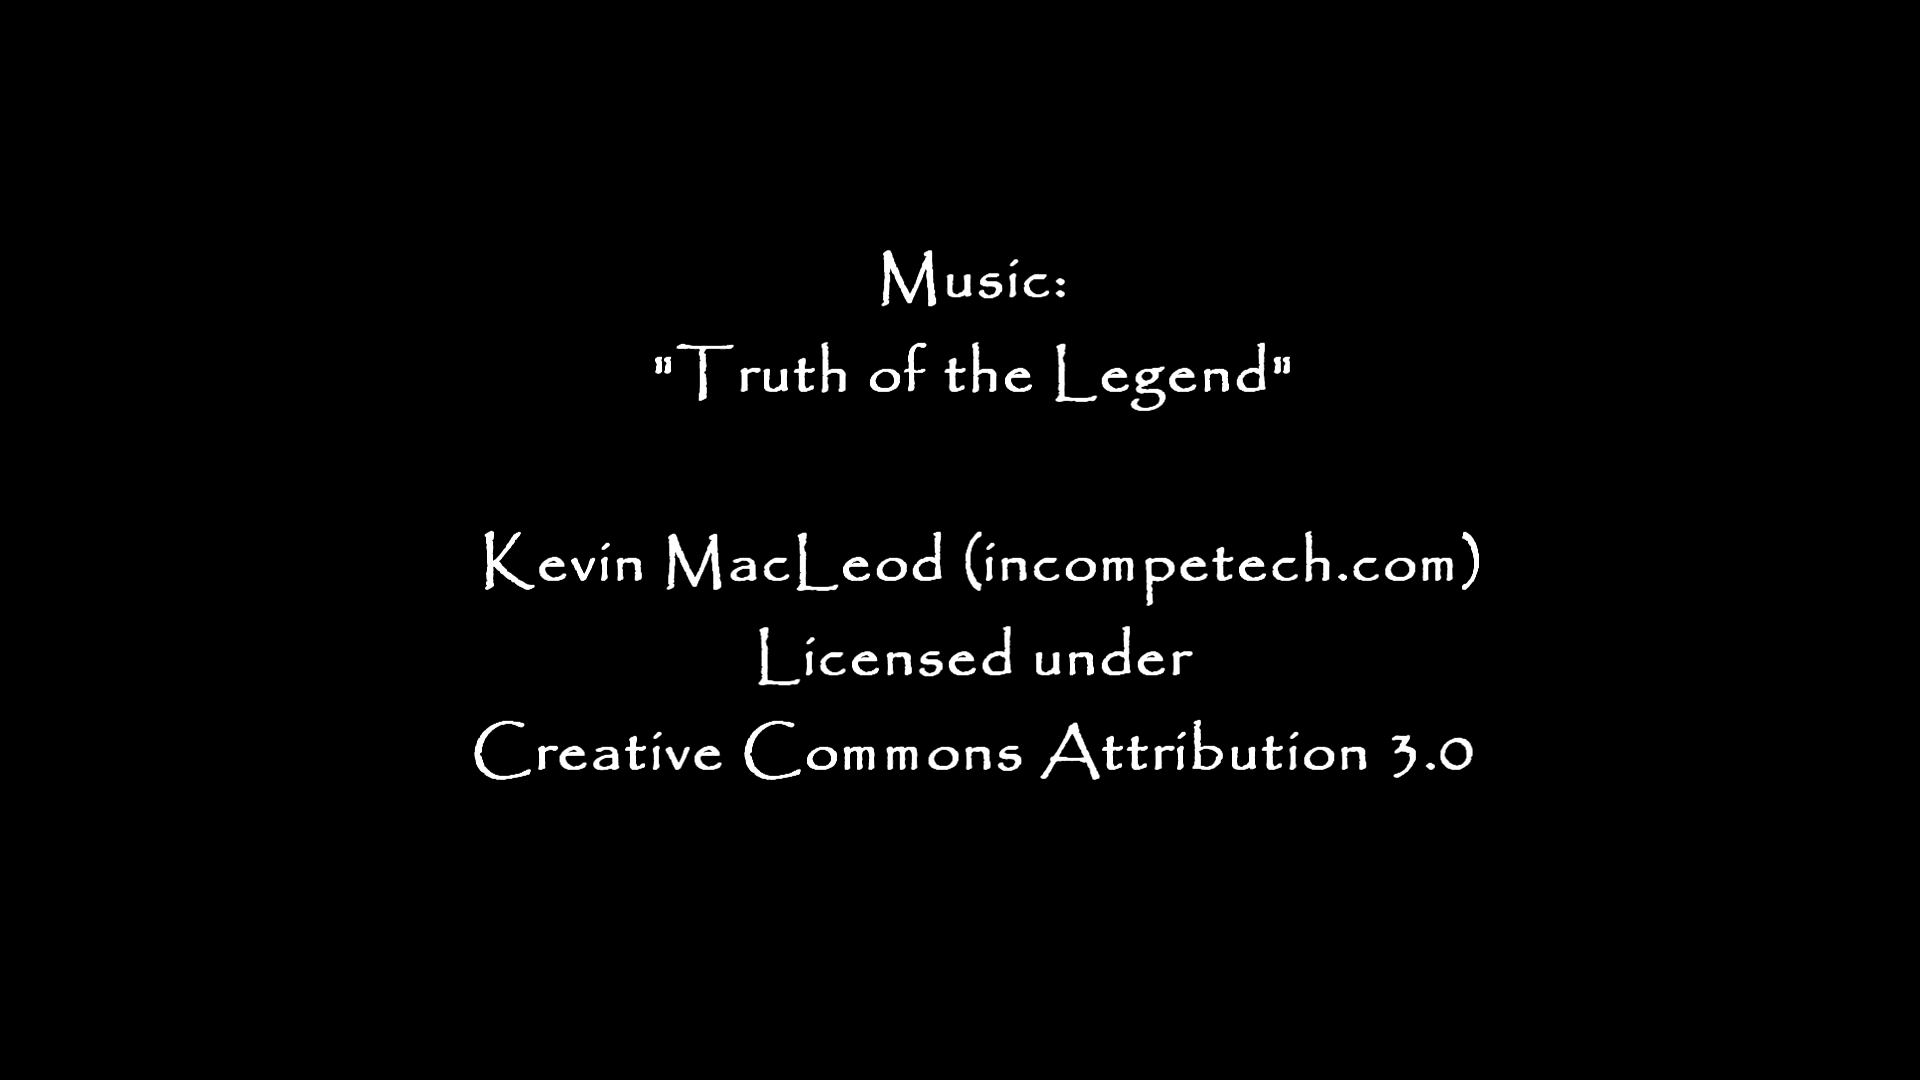 Music:
"Truth of the Legend"
Kevin MacLeod (incompetech.com)
Licensed under
Creative Commons Attribution 3.0